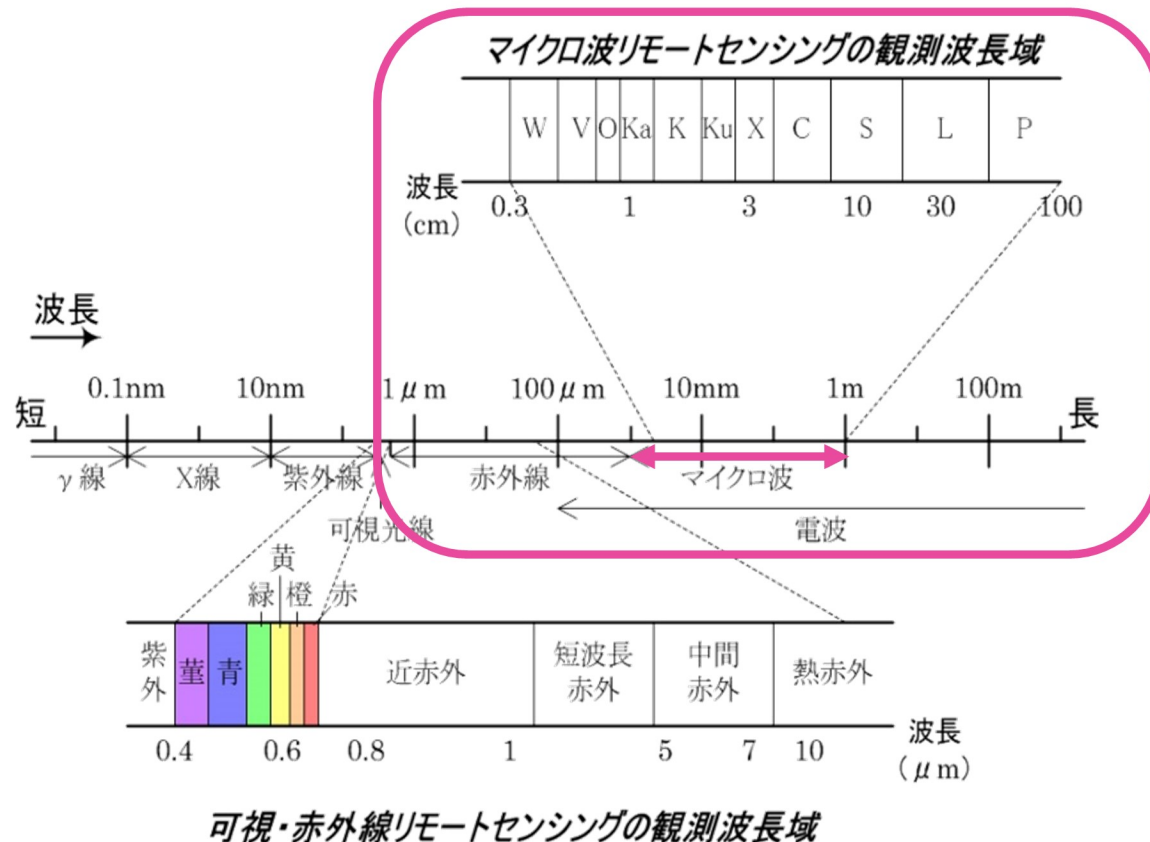 マイクロ波リモートセンシングの観測波長域
W V O Ka K Ku X C S L P
波長
(cm)
0.3 1 3 10 30 100
波長
0.1nm 10nm 1μm 100μm 10mm 1m 100m
短 長
γ線 X線 紫外線 赤外線 マイクロ波
可視光線 電波
黄
緑 橙 赤
紫外 菫 青 近赤外 短波長赤外 中間赤外 熱赤外
0.4 0.6 0.8 1 5 7 10
波長
(μm)
可視・赤外線リモートセンシングの観測波長域